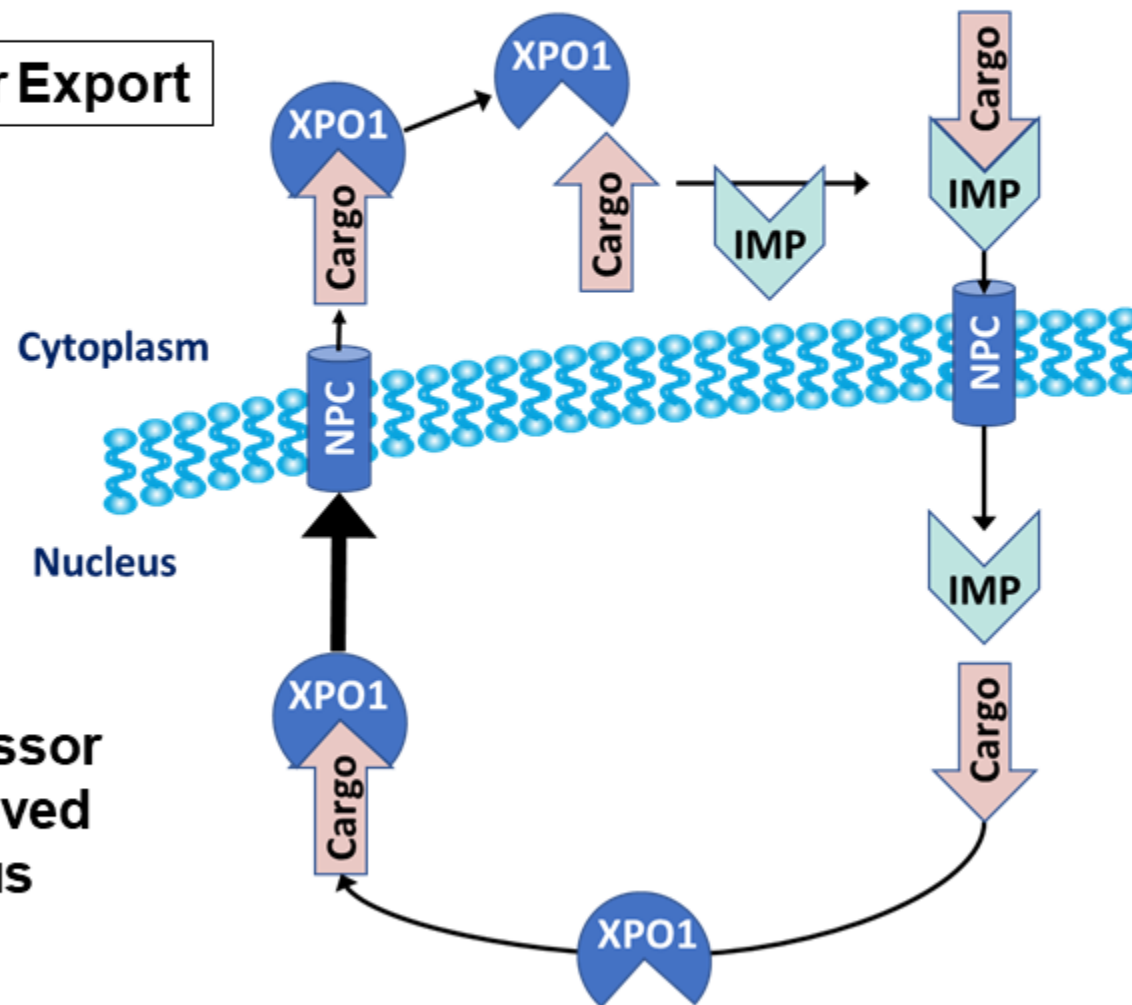 r Export
XPO1
XPO1
Cargo
Cargo
Cargo
IMP
IMP
Cytoplasm
NPC
NPC
Nucleus
IMP
XPO1
Cargo
Cargo
ssor
ved
us
XPO1